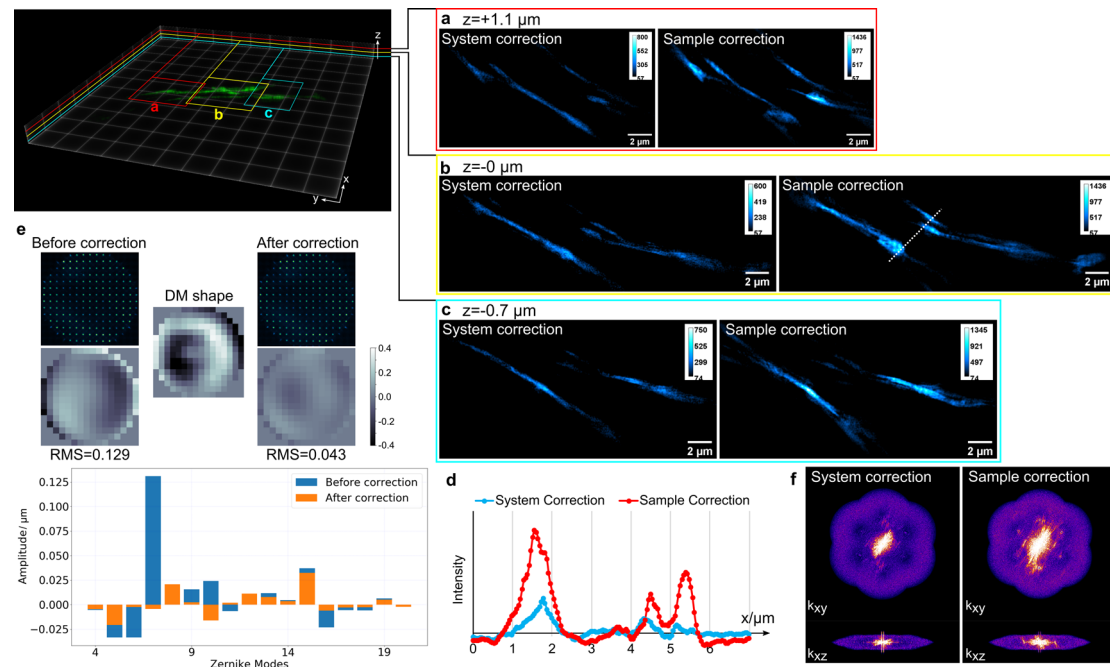 z
x
y
a
b
c
a z=+1.1 µm
System correction
800
552
305
57
2 µm
Sample correction
1436
977
517
57
2 µm
b z=-0 µm
System correction
600
419
238
57
2 µm
Sample correction
1436
977
517
57
2 µm
c z=-0.7 µm
System correction
750
525
299
74
2 µm
Sample correction
1345
921
497
74
2 µm
e
Before correction
After correction
DM shape
0.4
0.2
0.0
-0.2
-0.4
RMS=0.129
RMS=0.043
Before correction
After correction
Amplitude/ µm
0.125
0.100
0.075
0.050
0.025
0.000
−0.025
4 9 14 19
Zernike Modes
d
System Correction Sample Correction
Intensity
x/µm
0 1 2 3 4 5 6
f
System correction
Sample correction
kxy
kxy
kxz
kxz